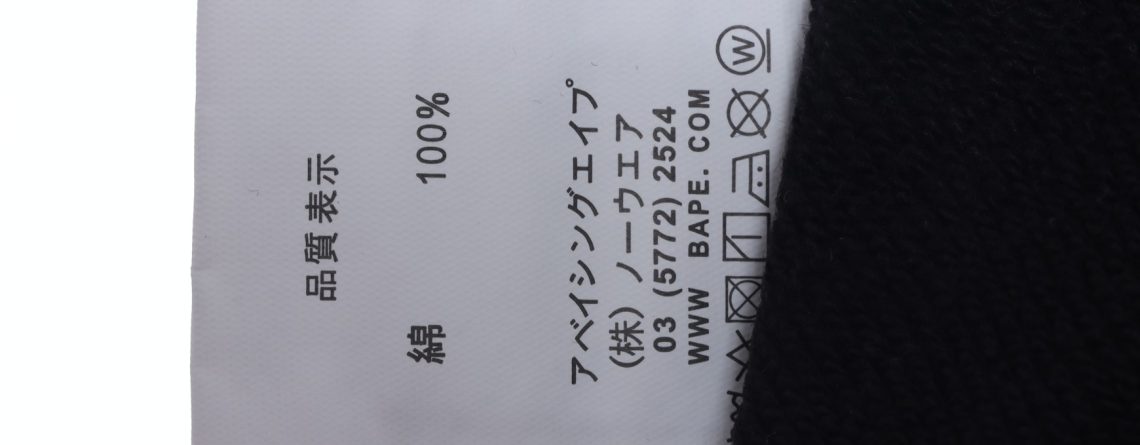 品質表示
綿 100%
アベイシングエイプ
(株) ノーウェア
03 (5772) 2524
WWW BAPE. COM
W